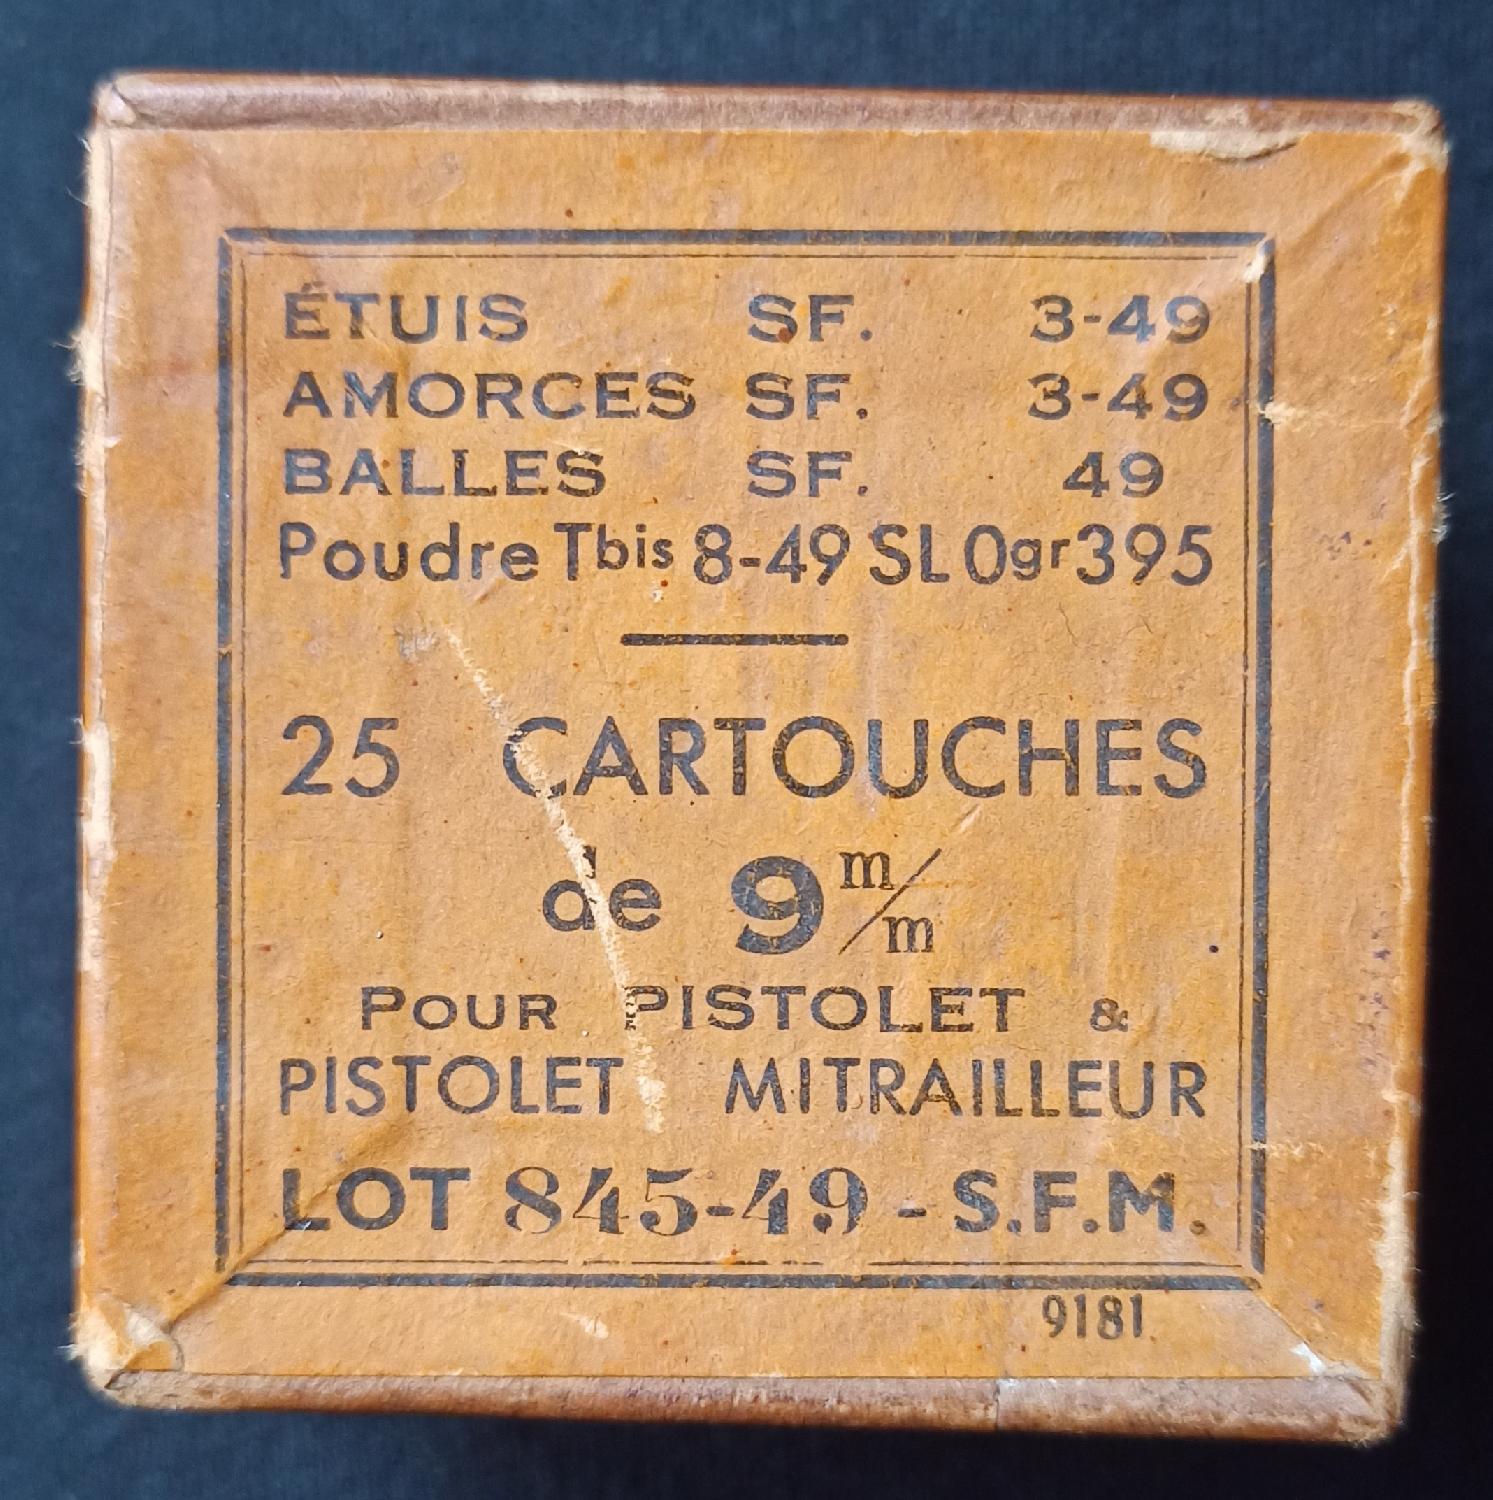 ÉTUIS SF. 3-49
AMORCES SF. 3-49
BALLES SF. 49
Poudre Tbis 8-49 SL 0gr395
25 CARTOUCHES
de 9 m/m
POUR PISTOLET &
PISTOLET MITRAILLEUR
LOT 845-49 - S.F.M.
9181